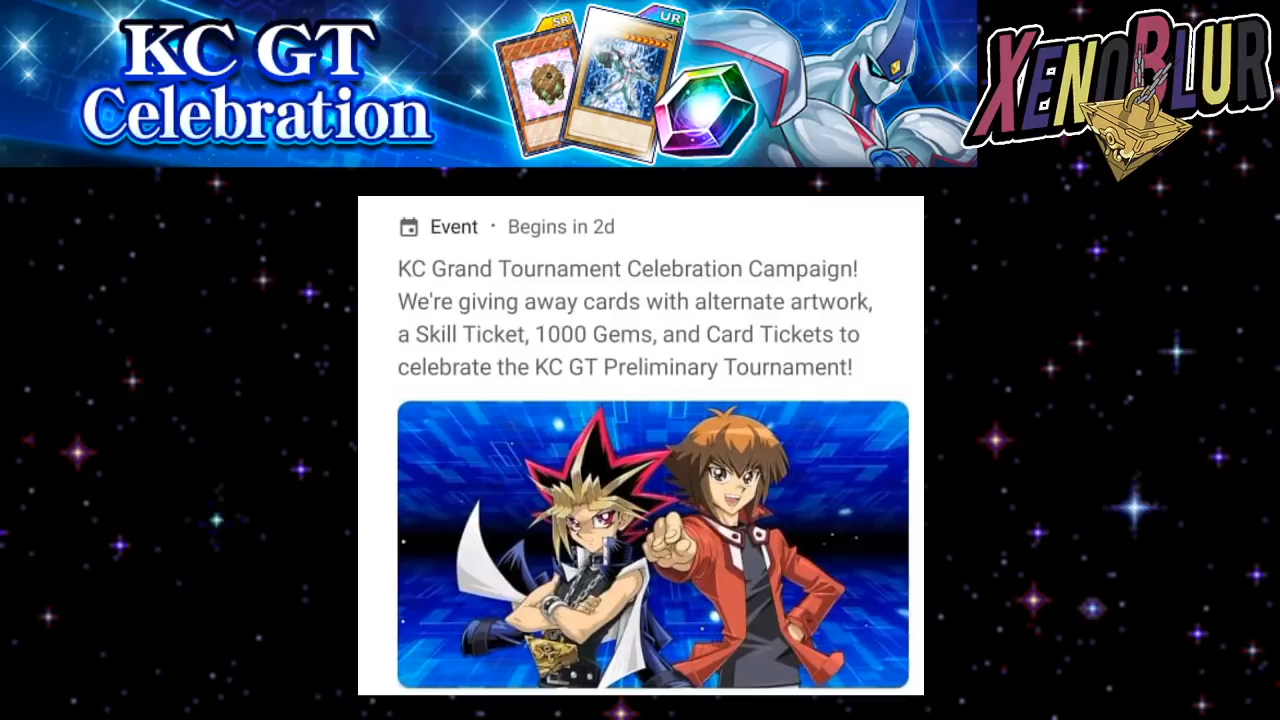 KC GT
Celebration
SR
UR
XENOBLUR
Event · Begins in 2d
KC Grand Tournament Celebration Campaign!
We're giving away cards with alternate artwork,
a Skill Ticket, 1000 Gems, and Card Tickets to
celebrate the KC GT Preliminary Tournament!